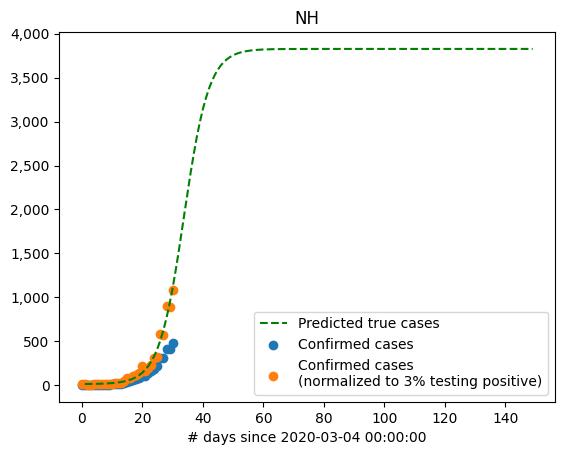 NH
4,000
3,500
3,000
2,500
2,000
1,500
1,000
500
0
0 20 40 60 80 100 120 140
# days since 2020-03-04 00:00:00
Predicted true cases
Confirmed cases
Confirmed cases
(normalized to 3% testing positive)